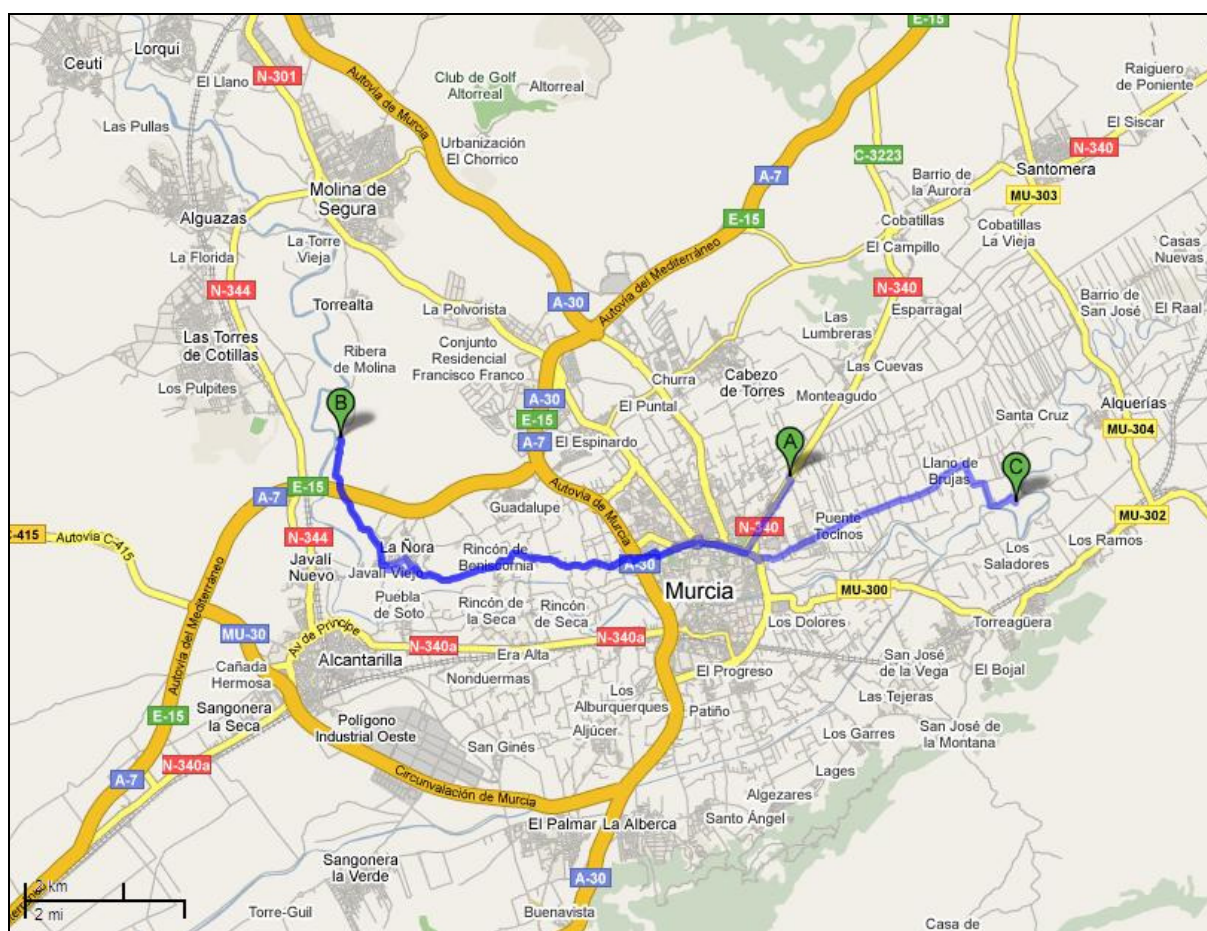 E-15
Lorquí
Ceutí
El Llano
N-301
Autovía de Murcia
Club de Golf
Altorreal
Altorreal
Raiguero
de Poniente
Las Pullas
Urbanización
El Chorrico
El Siscar
N-340
C-3223
Santomera
A-7
Barrio de
la Aurora
MU-303
Molina de
Segura
Alguazas
E-15
Cobatillas
Cobatillas
La Vieja
La Florida
La Torre
Vieja
El Campillo
Casas
Nuevas
Autovía del Mediterráneo
N-344
Torrealta
A-30
La Polvorista
N-340
Esparragal
Barrio de
San José
El Raal
Las
Lumbreras
Las Torres
de Cotillas
Ribera
de Molina
Conjunto
Residencial
Francisco Franco
Las Cuevas
Los Pulpites
Churra
Cabezo
de Torres
Monteagudo
B
A-30
El Puntal
Alquerías
Santa Cruz
E-15
MU-304
A-7
El Espinardo
A
Llano de
Brujas
C
E-15
A-7
Guadalupe
Autovía de Murcia
MU-302
C-415
Autovía C-415
N-344
N-340
Puente
Tocinos
Los Ramos
La Ñora
Javalí
Nuevo
Javalí Viejo
Rincón de
Beniscornia
A-30
Los
Saladores
Puebla
de Soto
Murcia
MU-300
Rincón de
la Seca
Rincón
de Seca
Los Dolores
Torreagüera
Autovía del Mediterráneo
MU-30
Av de Príncipe
N-340a
N-340a
Alcantarilla
Era Alta
El Progreso
San José
de la Vega
El Bojal
Cañada
Hermosa
Nonduermas
Los
Alburquerques
Patiño
Las Tejeras
Sangonera
la Seca
E-15
Polígono
Industrial Oeste
Aljúcer
Los Garres
San José de
la Montana
San Ginés
N-340a
A-7
Circunvalación de Murcia
Lages
Algezares
Santo Ángel
El Palmar
La Alberca
Sangonera
la Verde
A-30
2 km
2 mi
Torre-Guil
Buenavista
Casa de